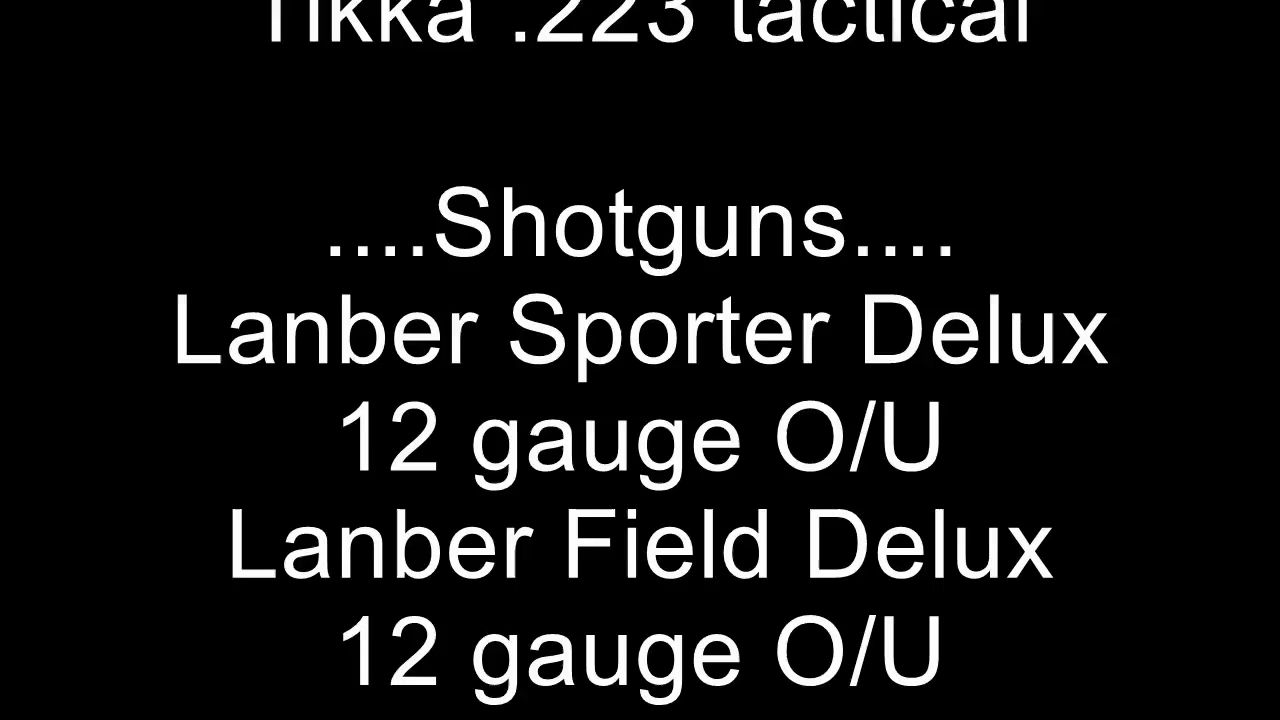 Tikka .223 tactical
....Shotguns....
Lanber Sporter Delux
12 gauge O/U
Lanber Field Delux
12 gauge O/U